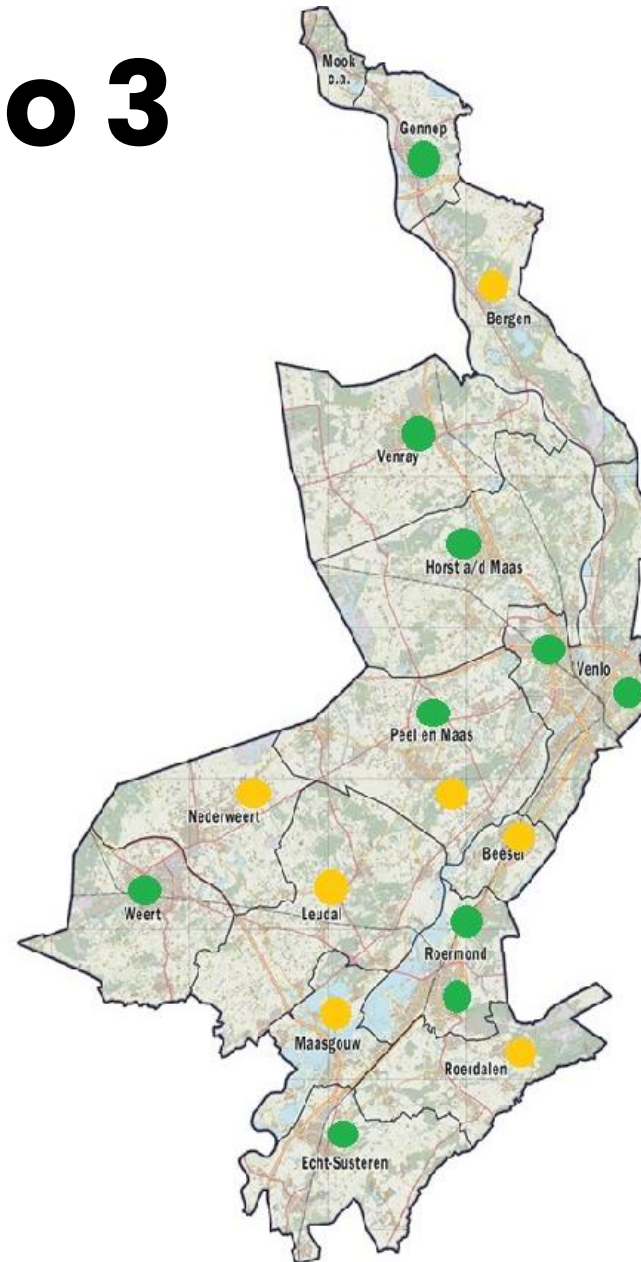 o 3
Mook
o.a.
Gennep
Bergen
Venray
Horst a/d Maas
Venlo
Peel en Maas
Nederweert
Beesel
Weert
Leudal
Roermond
Maasgouw
Roerdalen
Echt-Susteren